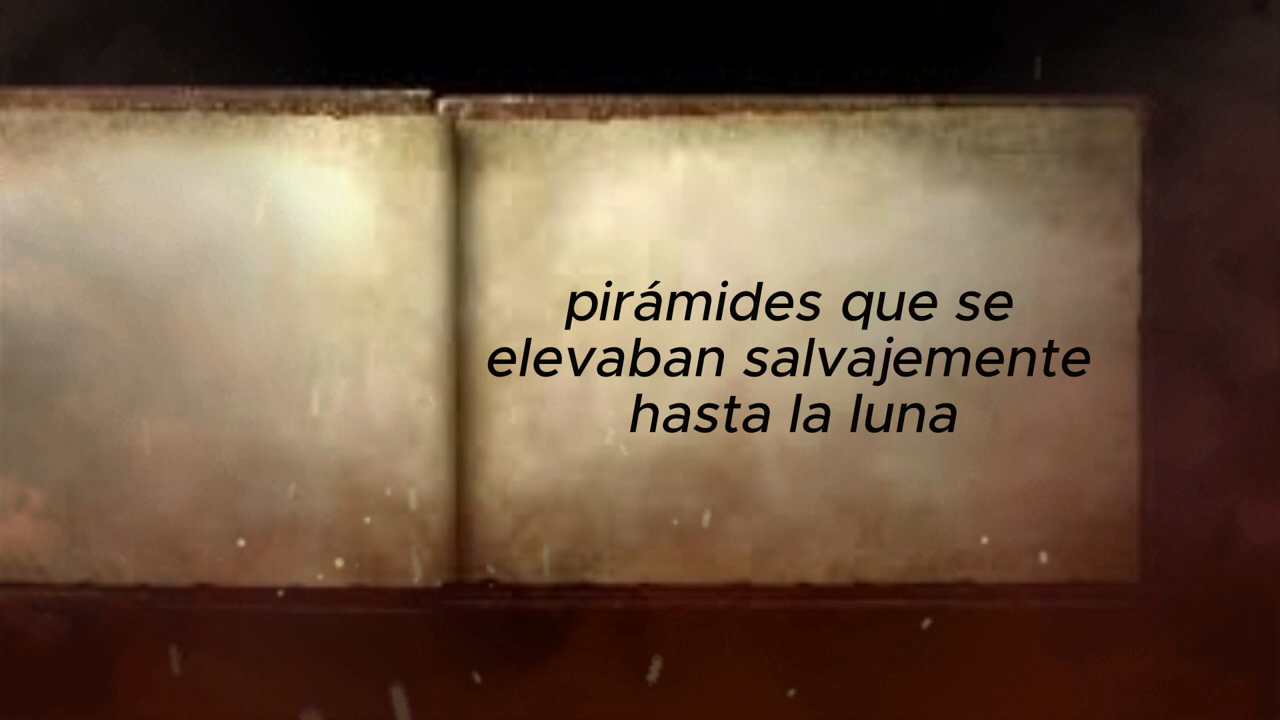 pirámides que se
elevaban salvajemente
hasta la luna